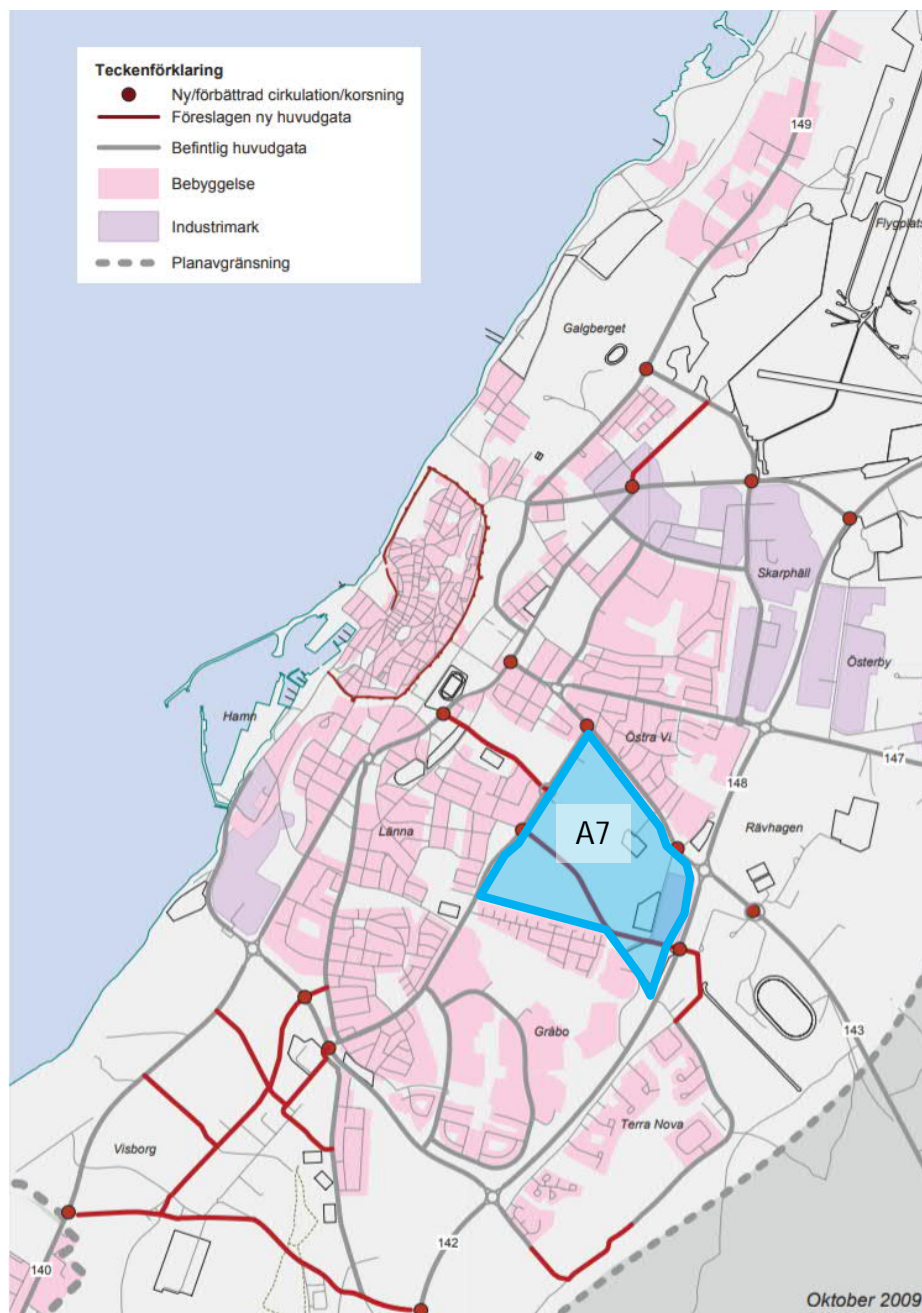 Teckenförklaring
Ny/förbättrad cirkulation/korsning
Föreslagen ny huvudgata
Befintlig huvudgata
Bebyggelse
Industrimark
Planavgränsning
149
Flygplats
Galgberget
Skarphäll
Österby
Hamn
Östra Vi
147
148
A7
Rävhagen
Länna
Gråbo
143
Terra Nova
Visborg
142
140
Oktober 2009